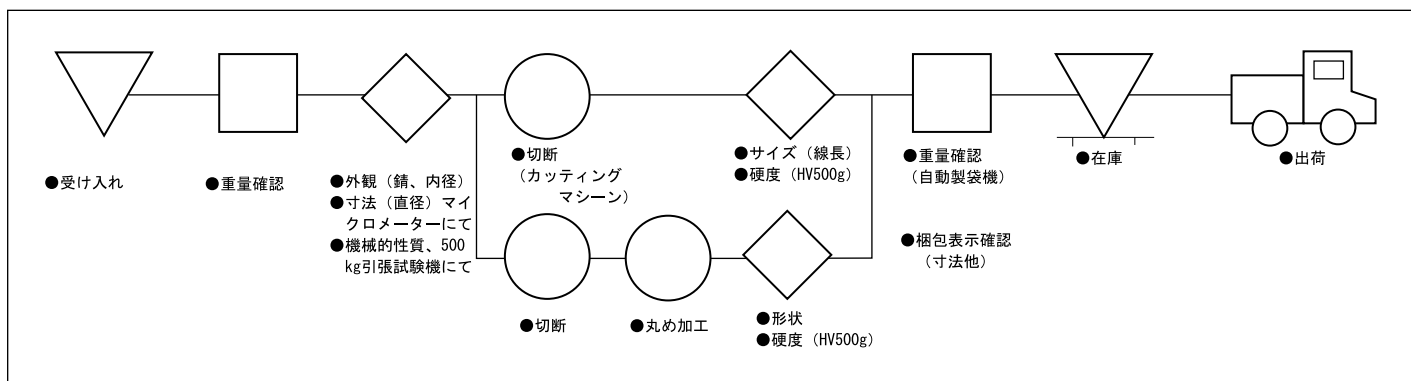 ●受け入れ
●重量確認
●外観（錆、内径）
●寸法（直径）マイ
クロメーターにて
●機械的性質、500
kg引張試験機にて
●切断
（カッティング
マシーン）
●サイズ（線長）
●硬度（HV500g）
●重量確認
（自動製袋機）
●梱包表示確認
（寸法他）
●在庫
●出荷
●切断
●丸め加工
●形状
●硬度（HV500g）